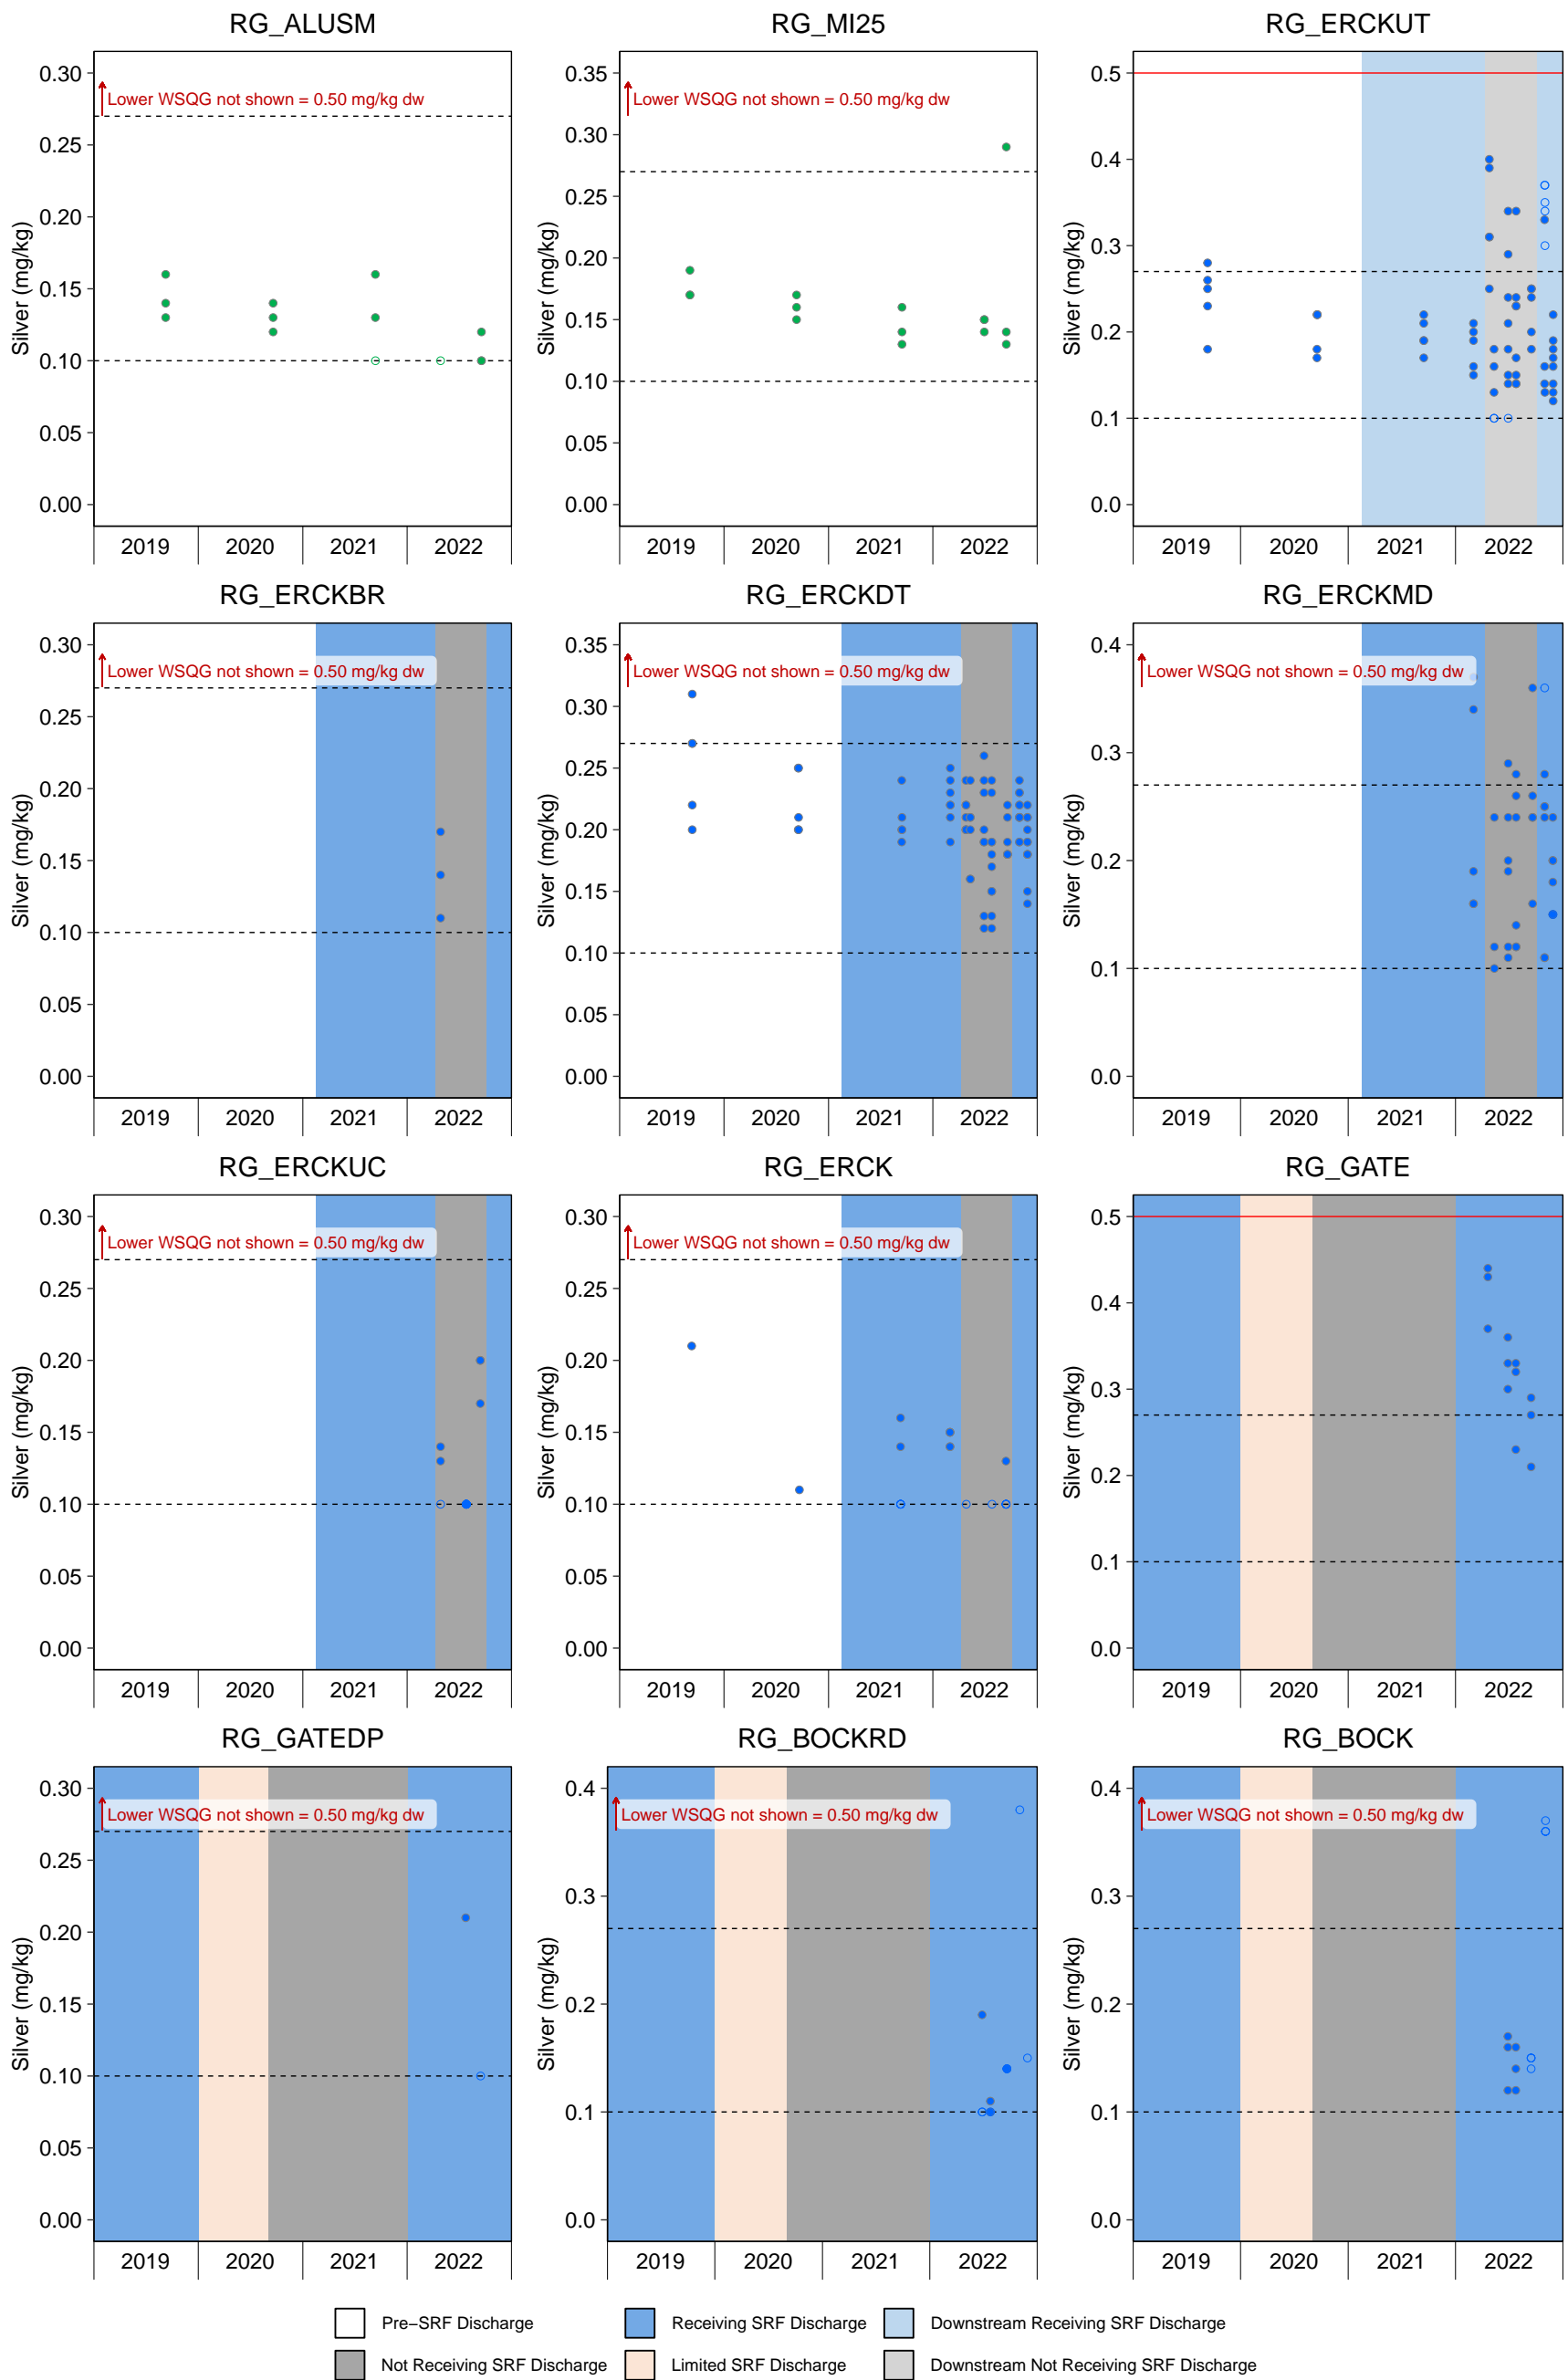 RG_ALUSM
RG_MI25
RG_ERCKUT
Silver (mg/kg)
0.30
0.25
0.20
0.15
0.10
0.05
0.00
Lower WSQG not shown = 0.50 mg/kg dw
2019 2020 2021 2022
Silver (mg/kg)
0.35
0.30
0.25
0.20
0.15
0.10
0.05
0.00
Lower WSQG not shown = 0.50 mg/kg dw
2019 2020 2021 2022
Silver (mg/kg)
0.5
0.4
0.3
0.2
0.1
0.0
2019 2020 2021 2022
RG_ERCKBR
RG_ERCKDT
RG_ERCKMD
Silver (mg/kg)
0.30
0.25
0.20
0.15
0.10
0.05
0.00
Lower WSQG not shown = 0.50 mg/kg dw
2019 2020 2021 2022
Silver (mg/kg)
0.35
0.30
0.25
0.20
0.15
0.10
0.05
0.00
Lower WSQG not shown = 0.50 mg/kg dw
2019 2020 2021 2022
Silver (mg/kg)
0.4
0.3
0.2
0.1
0.0
Lower WSQG not shown = 0.50 mg/kg dw
2019 2020 2021 2022
RG_ERCKUC
RG_ERCK
RG_GATE
Silver (mg/kg)
0.30
0.25
0.20
0.15
0.10
0.05
0.00
Lower WSQG not shown = 0.50 mg/kg dw
2019 2020 2021 2022
Silver (mg/kg)
0.30
0.25
0.20
0.15
0.10
0.05
0.00
Lower WSQG not shown = 0.50 mg/kg dw
2019 2020 2021 2022
Silver (mg/kg)
0.5
0.4
0.3
0.2
0.1
0.0
2019 2020 2021 2022
RG_GATEDP
RG_BOCKRD
RG_BOCK
Silver (mg/kg)
0.30
0.25
0.20
0.15
0.10
0.05
0.00
Lower WSQG not shown = 0.50 mg/kg dw
2019 2020 2021 2022
Silver (mg/kg)
0.4
0.3
0.2
0.1
0.0
Lower WSQG not shown = 0.50 mg/kg dw
2019 2020 2021 2022
Silver (mg/kg)
0.4
0.3
0.2
0.1
0.0
Lower WSQG not shown = 0.50 mg/kg dw
2019 2020 2021 2022
Pre−SRF Discharge
Receiving SRF Discharge
Downstream Receiving SRF Discharge
Not Receiving SRF Discharge
Limited SRF Discharge
Downstream Not Receiving SRF Discharge